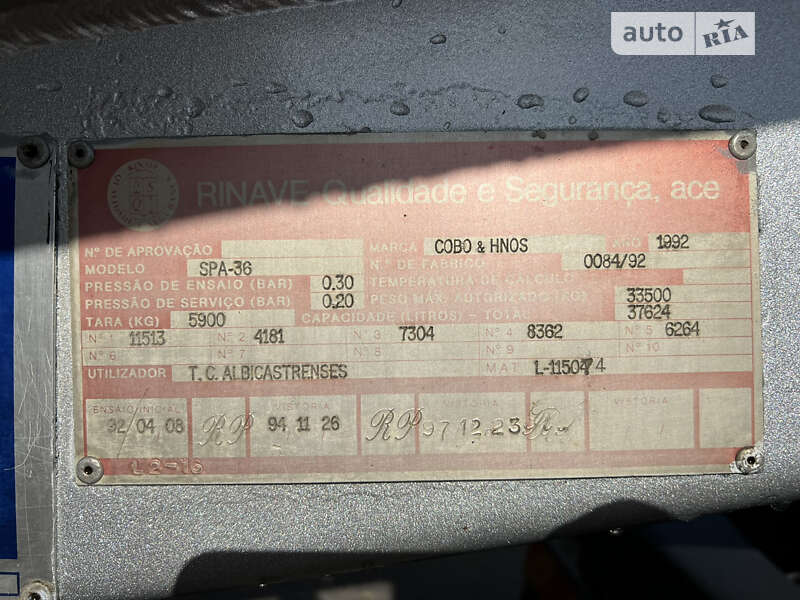 auto RIA
RINAVE Qualidade e Segurança, ace
Nº DE APROVAÇÃO MARCA COBO & HNOS ANO 1992
MODELO SPA-36 N.º DE FABRICO 0084/92
PRESSÃO DE ENSAIO (BAR) 0.30 TEMPERATURA DE CALCULO
PRESSÃO DE SERVIÇO (BAR) 0.20 PESO MAX. AUTORIZADO (KG) 33500
TARA (KG) 5900 CAPACIDADE (LITROS) - TOTAL 37624
Nº 1 11513 Nº 2 4181 Nº 3 7304 Nº 4 8362 Nº 5 6264
Nº 6 Nº 7 Nº 8 Nº 9 Nº 10
UTILIZADOR T. C. ALBICASTRENSES MAT L-115044
ENSAIO INICIAL VISTORIA VISTORIA VISTORIA
92/04 08 RP 94 11 26 RP 97 12 23
L2-16